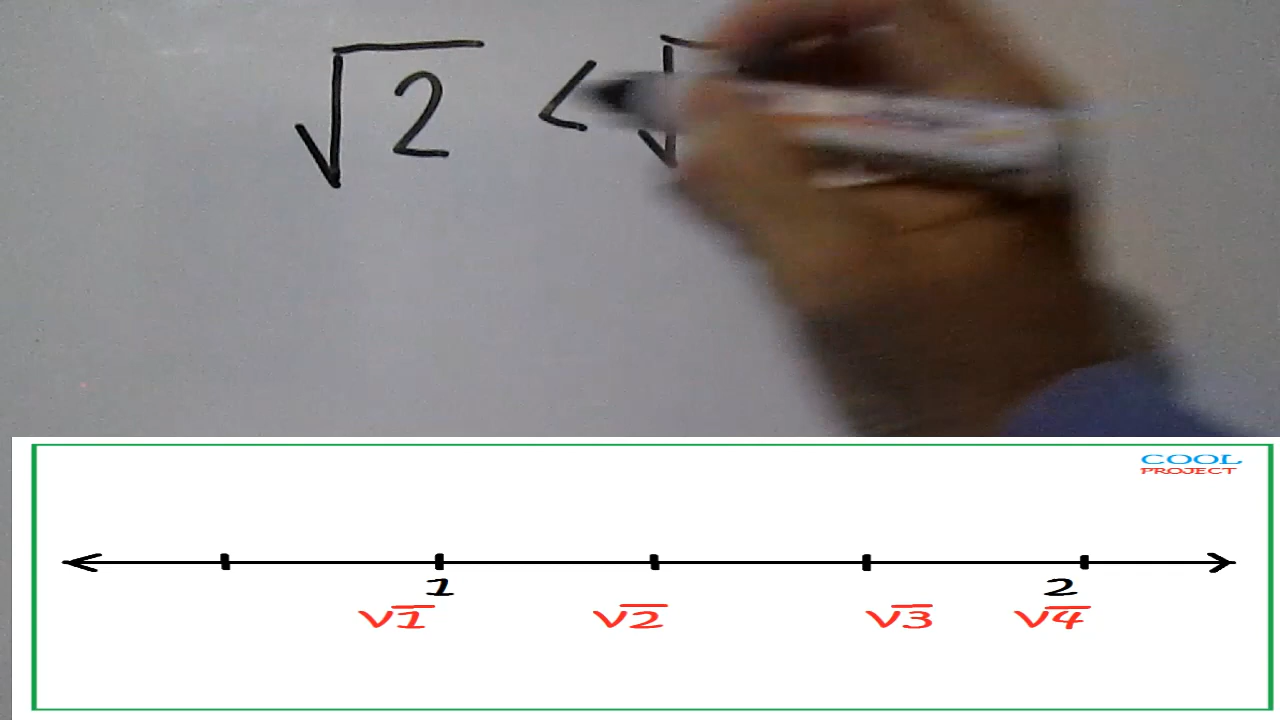 √2 < √
COOL
PROJECT
1 2
√1 √2 √3 √4